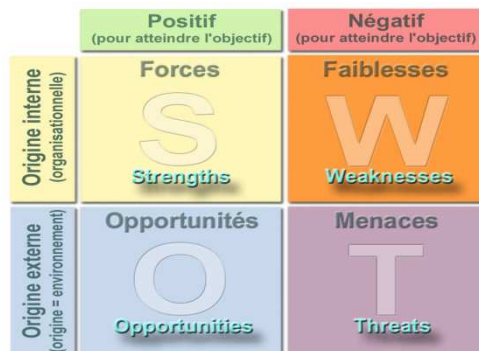 Positif
(pour atteindre l'objectif)
Négatif
(pour atteindre l'objectif)
Origine interne
(organisationnelle)
Forces
S
Strengths
Faiblesses
W
Weaknesses
Origine externe
(origine = environnement)
Opportunités
O
Opportunities
Menaces
T
Threats